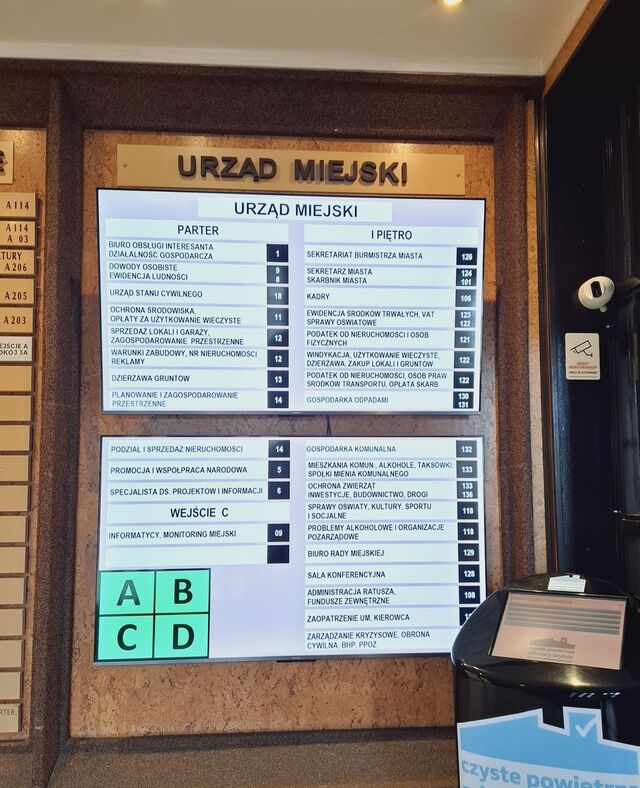 URZĄD MIEJSKI
URZĄD MIEJSKI
PARTER
BIURO OBSŁUGI INTERESANTA
DZIAŁALNOŚĆ GOSPODARCZA
1
DOWODY OSOBISTE
EWIDENCJA LUDNOŚCI
9
8
URZĄD STANU CYWILNEGO
18
OCHRONA ŚRODOWISKA,
OPŁATY ZA UŻYTKOWANIE WIECZYSTE
11
SPRZEDAŻ LOKALI I GARAŻY,
ZAGOSPODAROWANIE PRZESTRZENNE
12
WARUNKI ZABUDOWY, NR NIERUCHOMOŚCI
REKLAMY
12
DZIERŻAWA GRUNTÓW
13
PLANOWANIE I ZAGOSPODAROWANIE
PRZESTRZENNE
14
I PIĘTRO
SEKRETARIAT BURMISTRZA MIASTA
126
SEKRETARZ MIASTA
SKARBNIK MIASTA
124
101
KADRY
106
EWIDENCJA ŚRODKÓW TRWAŁYCH, VAT
SPRAWY OŚWIATOWE
123
122
PODATEK OD NIERUCHOMOŚCI OSÓB
FIZYCZNYCH
121
WINDYKACJA, UŻYTKOWANIE WIECZYSTE,
DZIERŻAWA, ZAKUP LOKALI I GRUNTÓW
122
PODATEK OD NIERUCHOMOŚCI, OSÓB PRAW
ŚRODKÓW TRANSPORTU, OPŁATA SKARB
122
GOSPODARKA ODPADAMI
130
131
PODZIAŁ I SPRZEDAŻ NIERUCHOMOŚCI
14
PROMOCJA I WSPÓŁPRACA NARODOWA
5
SPECJALISTA DS. PROJEKTÓW I INFORMACJI
6
WEJŚCIE C
INFORMATYCY, MONITORING MIEJSKI
09
A B
C D
GOSPODARKA KOMUNALNA
132
MIESZKANIA KOMUN., ALKOHOLE, TAKSÓWKI,
SPÓŁKI MIENIA KOMUNALNEGO
133
OCHRONA ZWIERZĄT
INWESTYCJE, BUDOWNICTWO, DROGI
133
136
SPRAWY OŚWIATY, KULTURY, SPORTU
I SOCJALNE
118
PROBLEMY ALKOHOLOWE I ORGANIZACJE
POZARZĄDOWE
118
BIURO RADY MIEJSKIEJ
129
SALA KONFERENCYJNA
128
ADMINISTRACJA RATUSZA,
FUNDUSZE ZEWNĘTRZNE
108
ZAOPATRZENIE UM, KIEROWCA
ZARZĄDZANIE KRYZYSOWE, OBRONA
CYWILNA, BHP, PPOŻ.
A 114
A 114
A 03
A 206
A 205
A 203
czyste powietrze